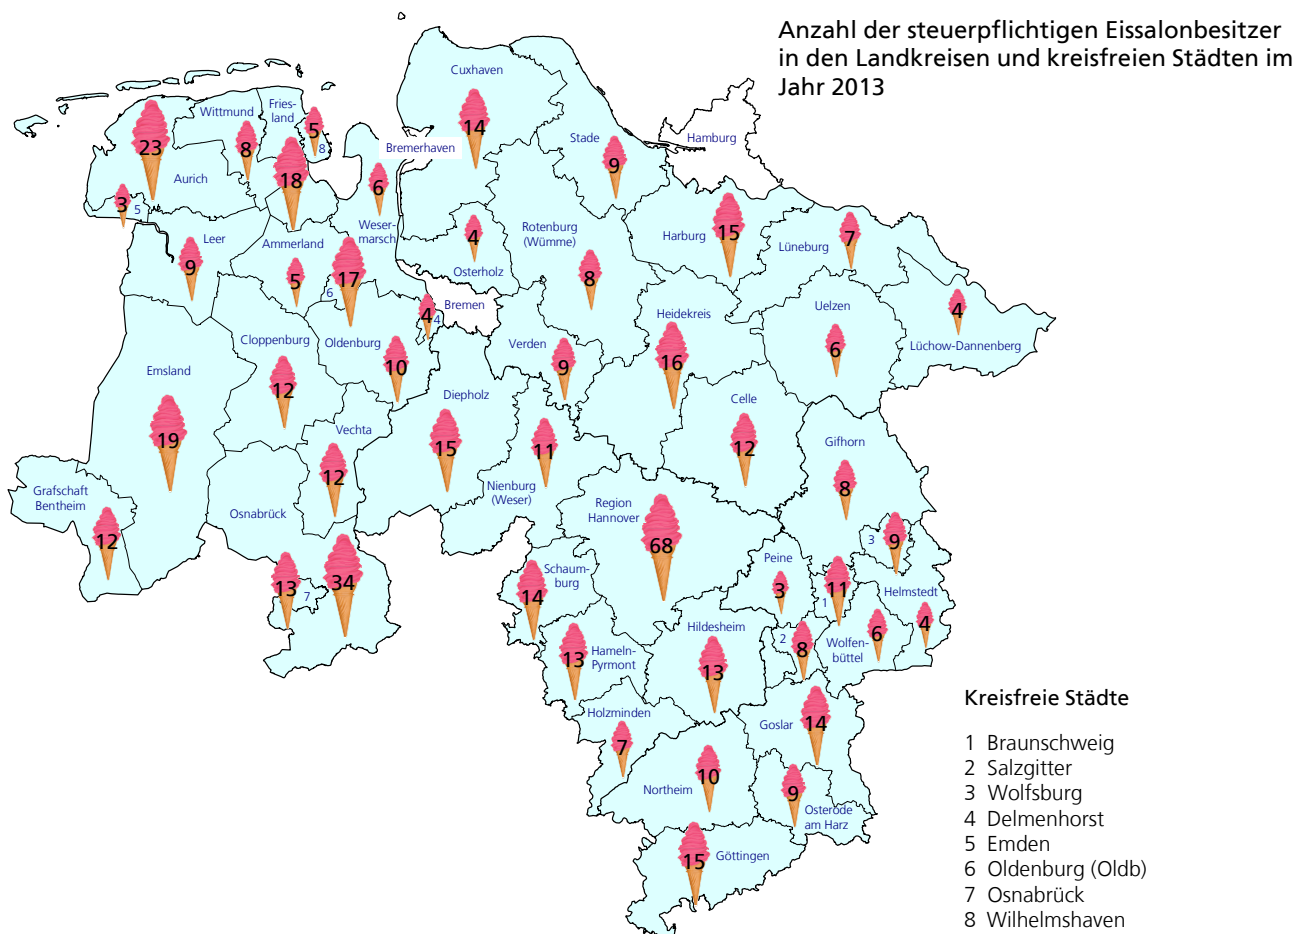 Anzahl der steuerpflichtigen Eissalonbesitzer
in den Landkreisen und kreisfreien Städten im
Jahr 2013
Cuxhaven
14
Wittmund
8
Fries-
land
18
5
8
23
Aurich
3
5
Bremerhaven
Stade
9
Hamburg
6
Weser-
marsch
Leer
9
Ammerland
5
17
6
4
Osterholz
Rotenburg
(Wümme)
8
Harburg
15
Lüneburg
7
Bremen
4
4
Uelzen
6
4
Lüchow-Dannenberg
Heidekreis
16
Cloppenburg
12
Oldenburg
10
Verden
9
Emsland
19
Diepholz
15
Celle
12
Vechta
12
11
Nienburg
(Weser)
Gifhorn
8
Grafschaft
Bentheim
12
Osnabrück
34
13
7
Region
Hannover
68
3
9
Peine
3
Schaum-
burg
14
11
1
Helmstedt
4
Hildesheim
13
2
8
Wolfen-
büttel
6
Hameln-
Pyrmont
13
Holzminden
7
Goslar
14
Northeim
10
9
Osterode
am Harz
15
Göttingen
Kreisfreie Städte
1 Braunschweig
2 Salzgitter
3 Wolfsburg
4 Delmenhorst
5 Emden
6 Oldenburg (Oldb)
7 Osnabrück
8 Wilhelmshaven